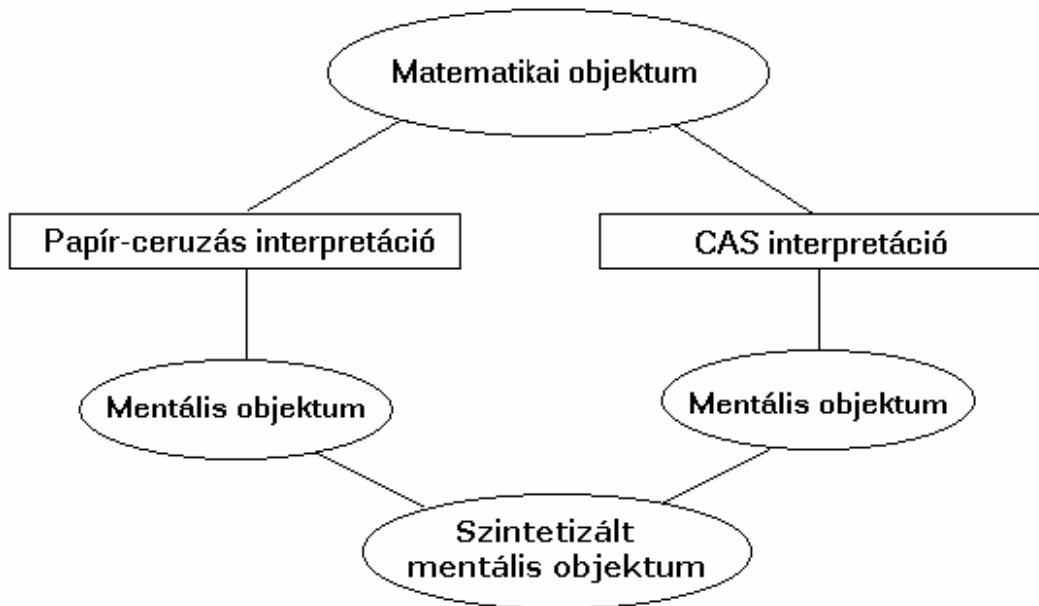 Matematikai objektum
Papír-ceruzás interpretáció
CAS interpretáció
Mentális objektum
Mentális objektum
Szintetizált
mentális objektum